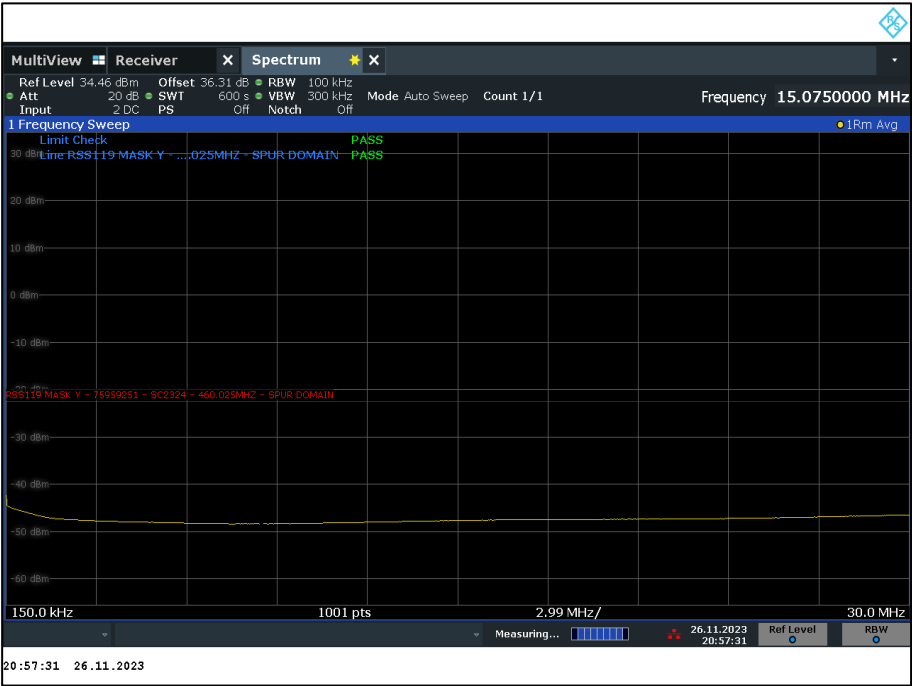 R&S
MultiView Receiver X Spectrum X
Ref Level 34.46 dBm Offset 36.31 dB RBW 100 kHz
Att 20 dB SWT 600 s VBW 300 kHz Mode Auto Sweep Count 1/1 Frequency 15.0750000 MHz
Input 2 DC PS Off Notch Off
1 Frequency Sweep 1Rm Avg
Limit Check PASS
30 dBm Line RSS119 MASK Y - ....025MHZ - SPUR DOMAIN PASS
20 dBm
10 dBm
0 dBm
-10 dBm
-20 dBm
RSS119 MASK Y - 75959251 - SC2324 - 460.025MHZ - SPUR DOMAIN
-30 dBm
-40 dBm
-50 dBm
-60 dBm
150.0 kHz 1001 pts 2.99 MHz/ 30.0 MHz
Measuring... 26.11.2023 20:57:31 Ref Level RBW
20:57:31 26.11.2023